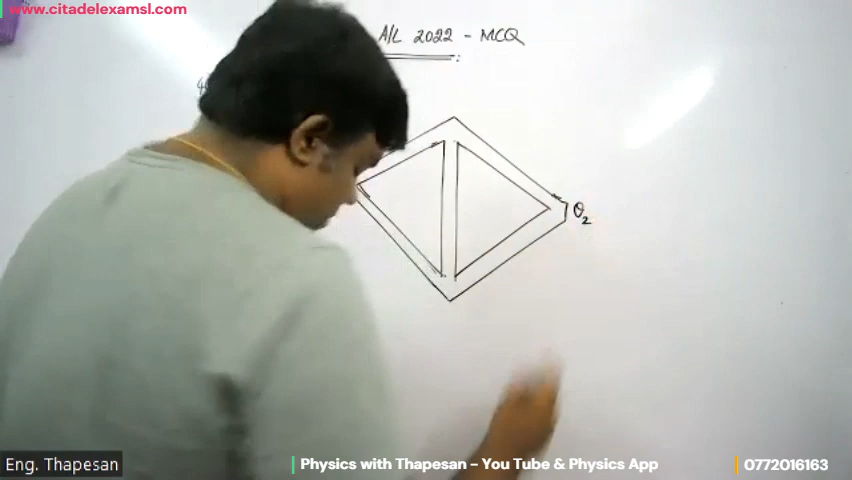 www.citadelexamsl.com
A/L 2022 - MCQ
θ₂
Eng. Thapesan
Physics with Thapesan – You Tube & Physics App
0772016163